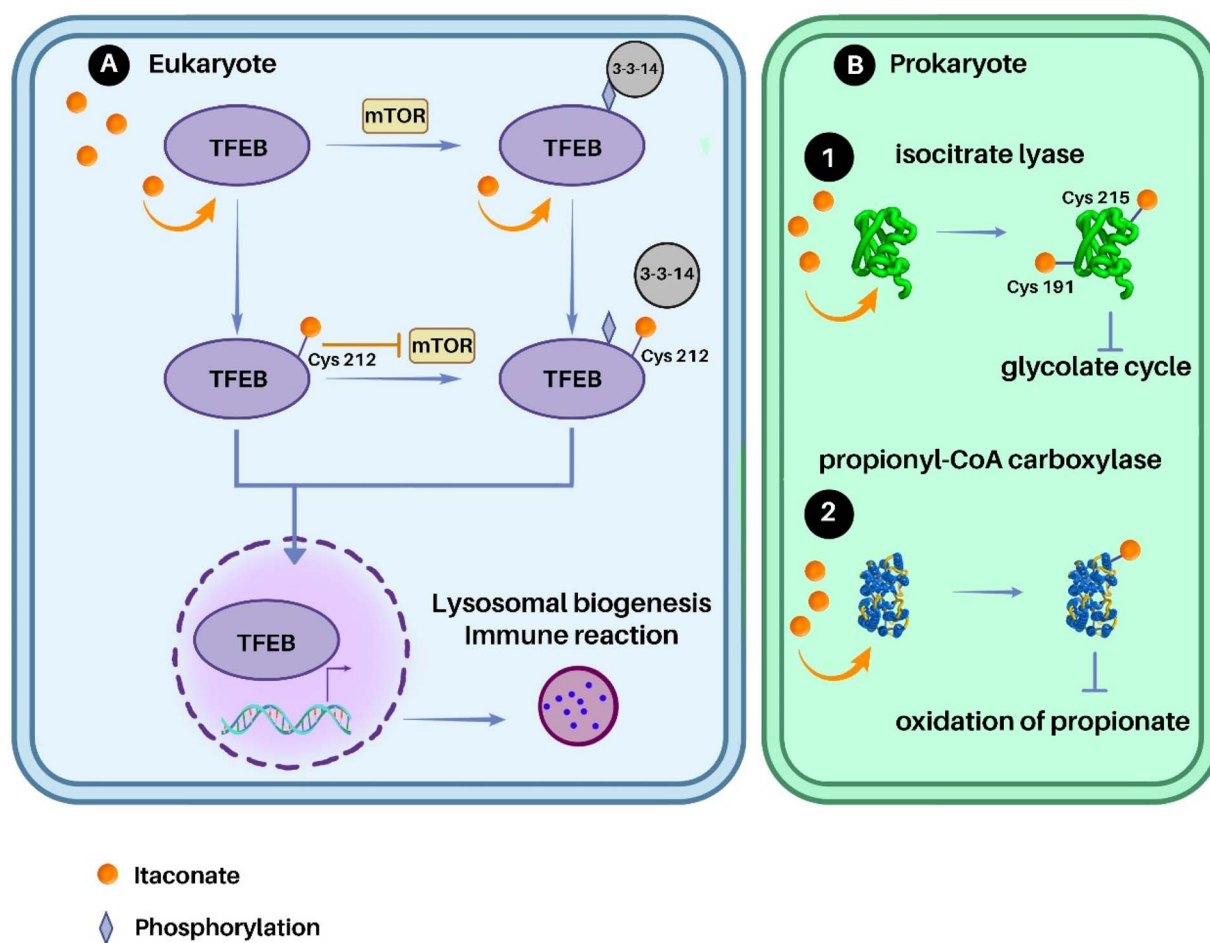 A Eukaryote
3-3-14
mTOR
TFEB
TFEB
3-3-14
Cys 212
mTOR
Cys 212
TFEB
TFEB
Lysosomal biogenesis
Immune reaction
TFEB
B Prokaryote
1
isocitrate lyase
Cys 215
Cys 191
glycolate cycle
propionyl-CoA carboxylase
2
oxidation of propionate
Itaconate
Phosphorylation